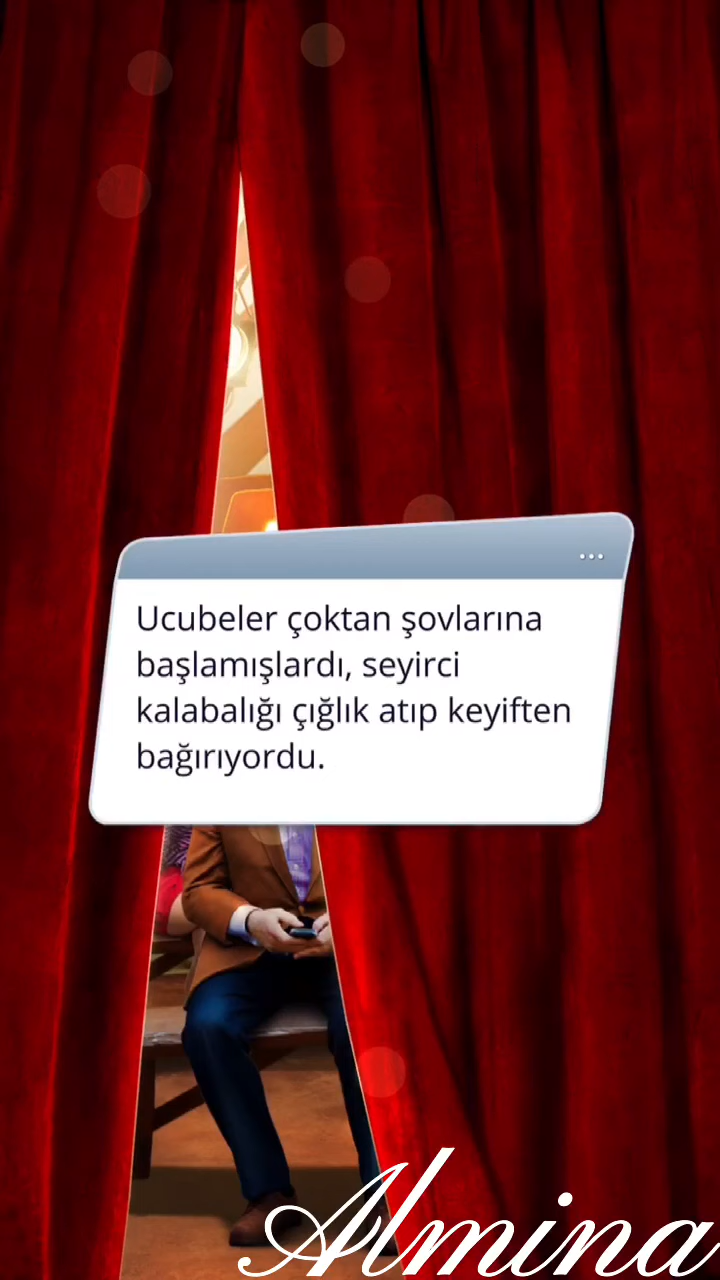 Ucubeler çoktan şovlarına
başlamışlardı, seyirci
kalabalığı çığlık atıp keyiften
bağırıyordu.
Almina